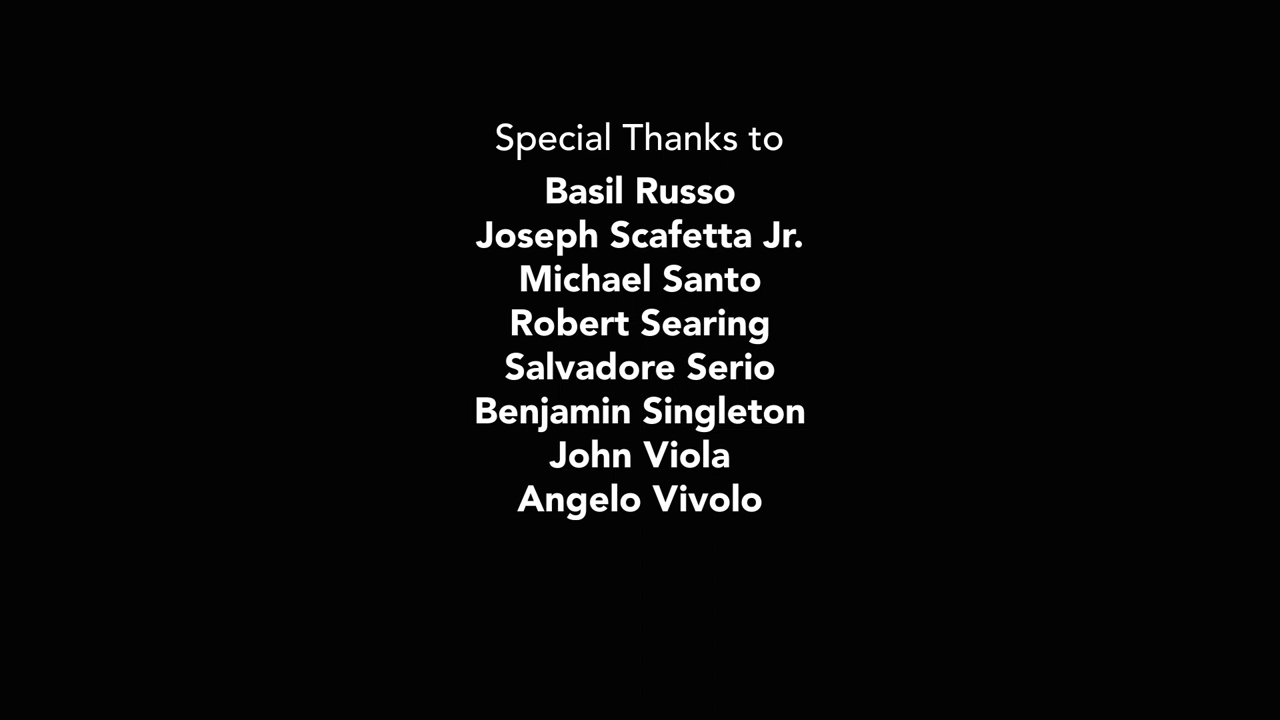 Special Thanks to
Basil Russo
Joseph Scafetta Jr.
Michael Santo
Robert Searing
Salvadore Serio
Benjamin Singleton
John Viola
Angelo Vivolo